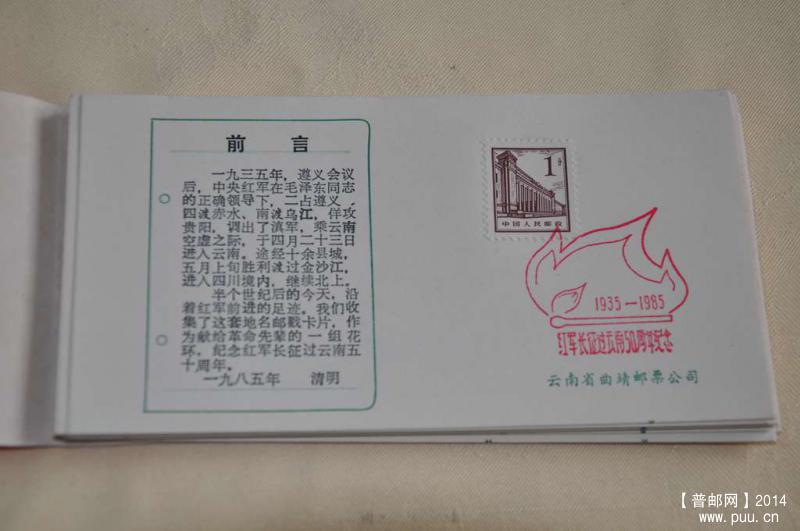 前 言
一九三五年，遵义会议
后，中央红军在毛泽东同志
的正确领导下，二占遵义，
四渡赤水、南渡乌江，佯攻
贵阳，调出了滇军，乘云南
空虚之际，于四月二十三日
进入云南。途经十余县城，
五月上旬胜利渡过金沙江，
进入四川境内，继续北上。
半个世纪后的今天，沿
着红军前进的足迹。我们收
集了这套地名邮戳卡片，作
为献给革命先辈的一组花
环，纪念红军长征过云南五
十周年。
一九八五年 清明
1分
中国人民邮政
1935—1985
红军长征过云南50周年纪念
云南省曲靖邮票公司
【普邮网】2014
www.puu.cn